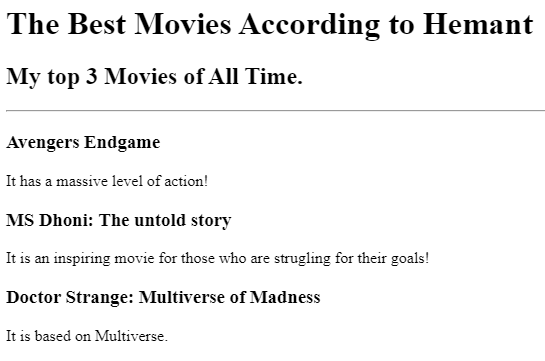 The Best Movies According to Hemant
My top 3 Movies of All Time.
Avengers Endgame
It has a massive level of action!
MS Dhoni: The untold story
It is an inspiring movie for those who are strugling for their goals!
Doctor Strange: Multiverse of Madness
It is based on Multiverse.